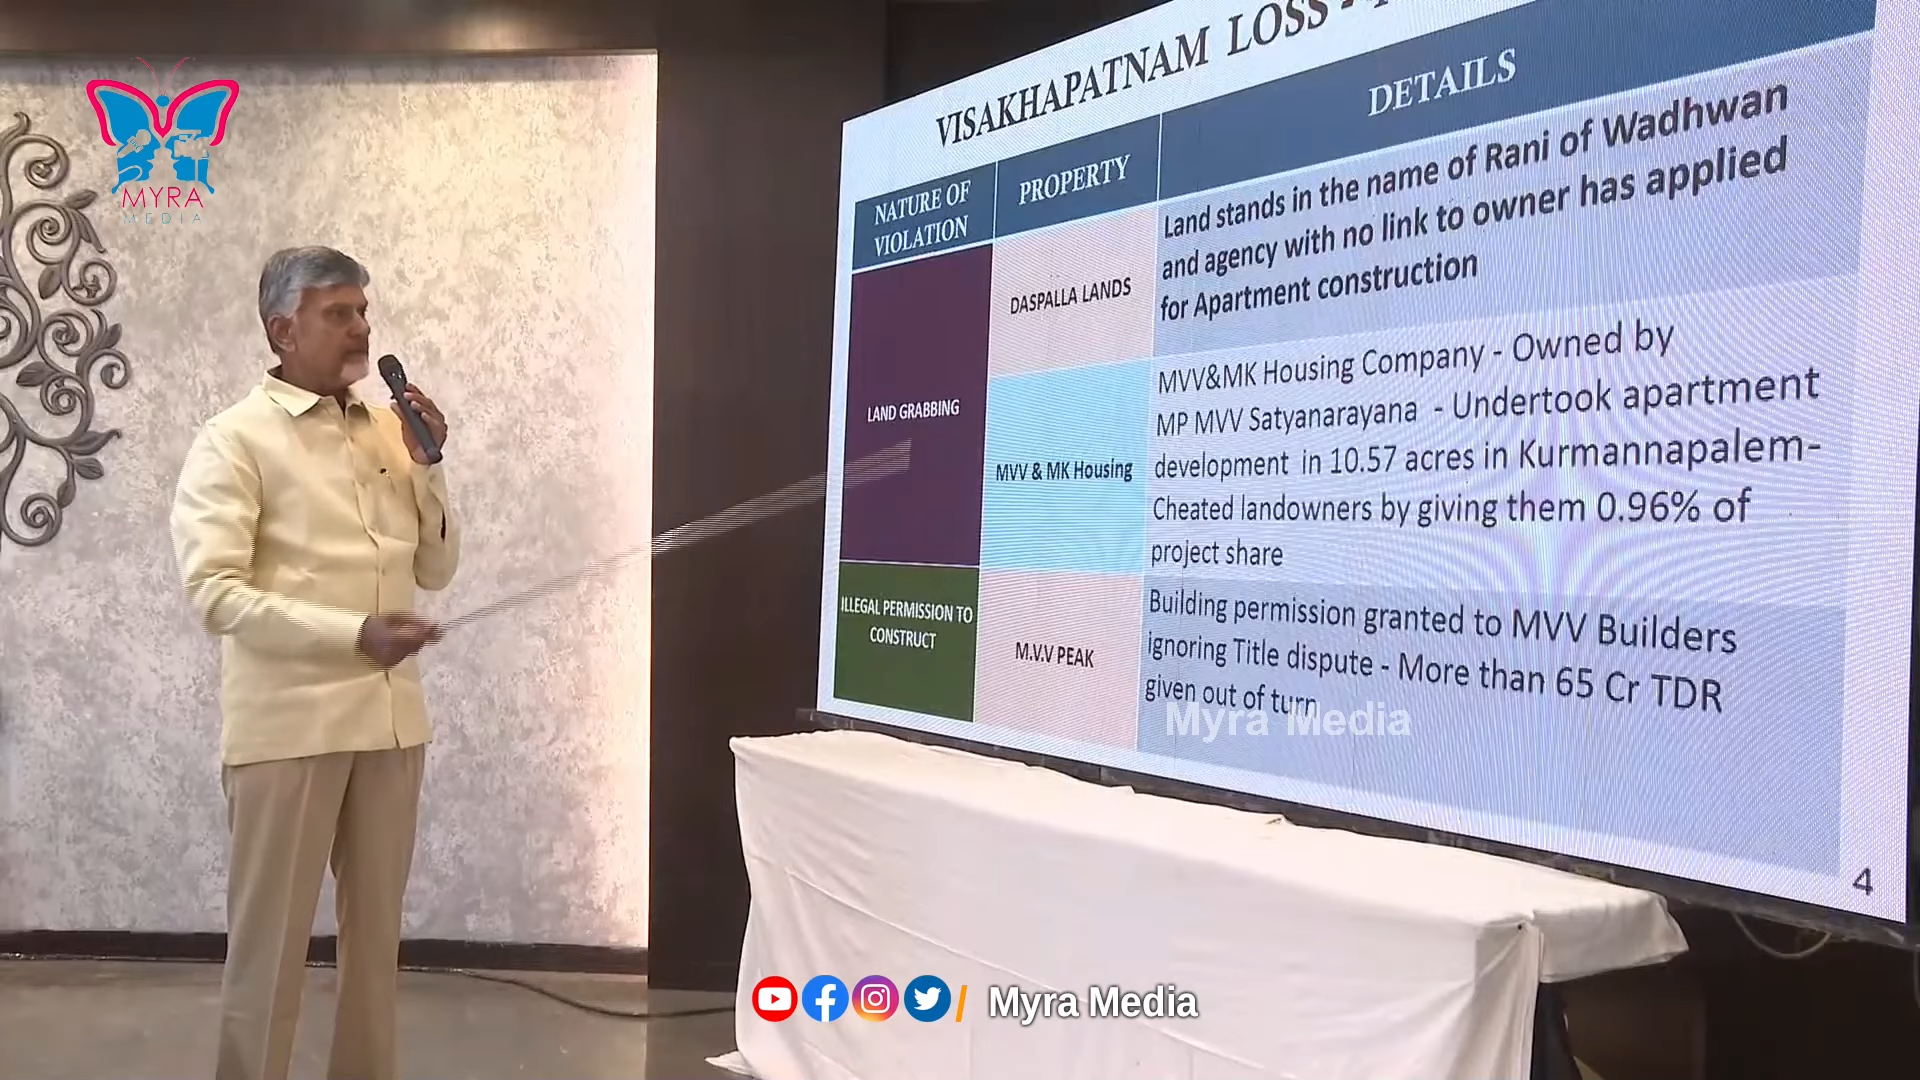 MYRA
MEDIA
VISAKHAPATNAM LOSS
NATURE OF
VIOLATION
PROPERTY
DETAILS
LAND GRABBING
DASPALLA LANDS
Land stands in the name of Rani of Wadhwan
and agency with no link to owner has applied
for Apartment construction
MVV & MK Housing
MVV&MK Housing Company - Owned by
MP MVV Satyanarayana - Undertook apartment
development in 10.57 acres in Kurmannapalem-
Cheated landowners by giving them 0.96% of
project share
ILLEGAL PERMISSION TO
CONSTRUCT
M.V.V PEAK
Building permission granted to MVV Builders
ignoring Title dispute - More than 65 Cr TDR
given out of turn
Myra Media
4
/ Myra Media